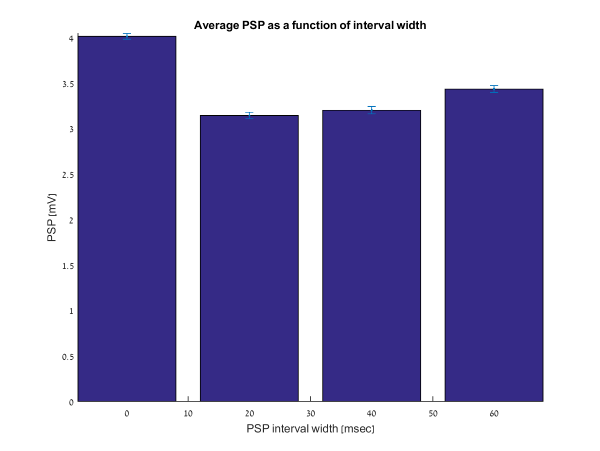 Average PSP as a function of interval width
4
3.5
3
2.5
2
1.5
1
0.5
0
PSP [mV]
0 10 20 30 40 50 60
PSP interval width [msec]